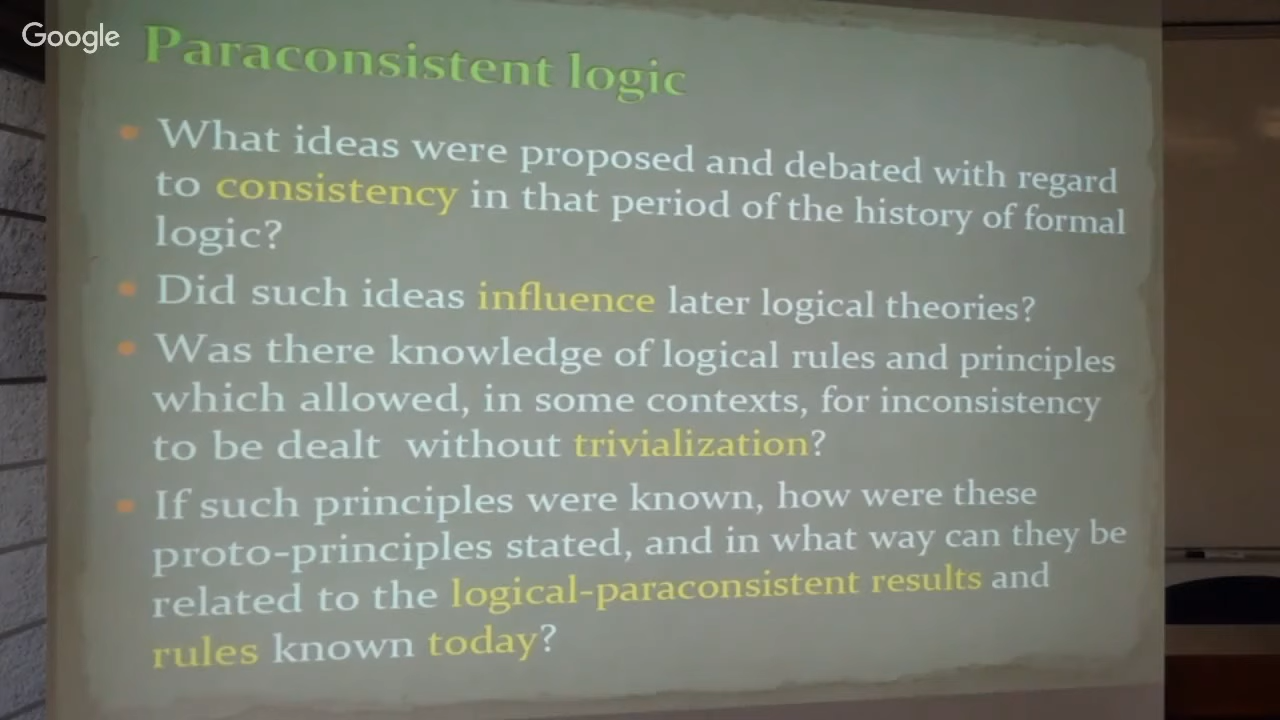 Google
Paraconsistent logic
• What ideas were proposed and debated with regard
to consistency in that period of the history of formal
logic?
• Did such ideas influence later logical theories?
• Was there knowledge of logical rules and principles
which allowed, in some contexts, for inconsistency
to be dealt without trivialization?
• If such principles were known, how were these
proto-principles stated, and in what way can they be
related to the logical-paraconsistent results and
rules known today?